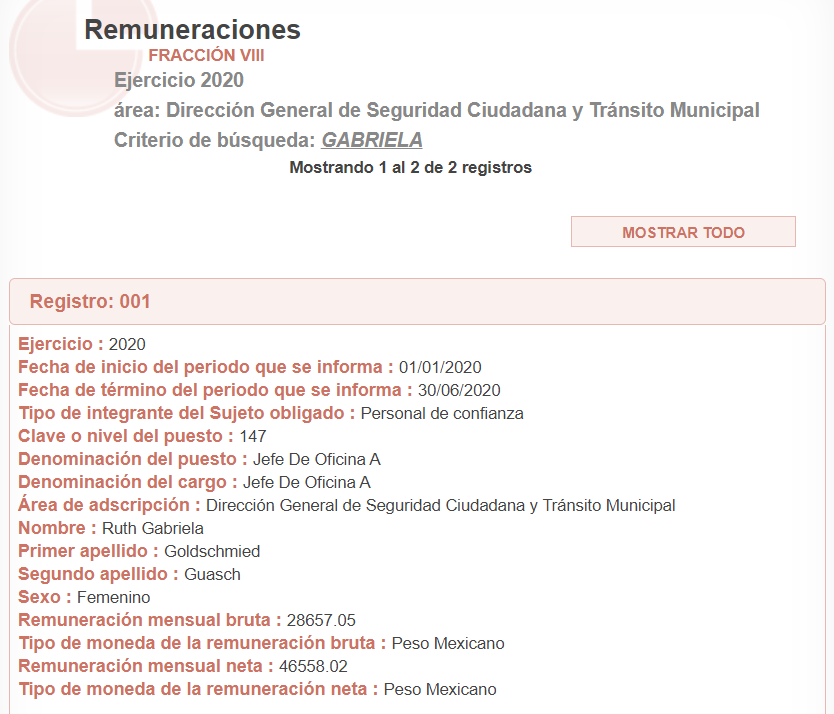 Remuneraciones
FRACCIÓN VIII
Ejercicio 2020
área: Dirección General de Seguridad Ciudadana y Tránsito Municipal
Criterio de búsqueda: GABRIELA
Mostrando 1 al 2 de 2 registros
MOSTRAR TODO
Registro: 001
Ejercicio : 2020
Fecha de inicio del periodo que se informa : 01/01/2020
Fecha de término del periodo que se informa : 30/06/2020
Tipo de integrante del Sujeto obligado : Personal de confianza
Clave o nivel del puesto : 147
Denominación del puesto : Jefe De Oficina A
Denominación del cargo : Jefe De Oficina A
Área de adscripción : Dirección General de Seguridad Ciudadana y Tránsito Municipal
Nombre : Ruth Gabriela
Primer apellido : Goldschmied
Segundo apellido : Guasch
Sexo : Femenino
Remuneración mensual bruta : 28657.05
Tipo de moneda de la remuneración bruta : Peso Mexicano
Remuneración mensual neta : 46558.02
Tipo de moneda de la remuneración neta : Peso Mexicano